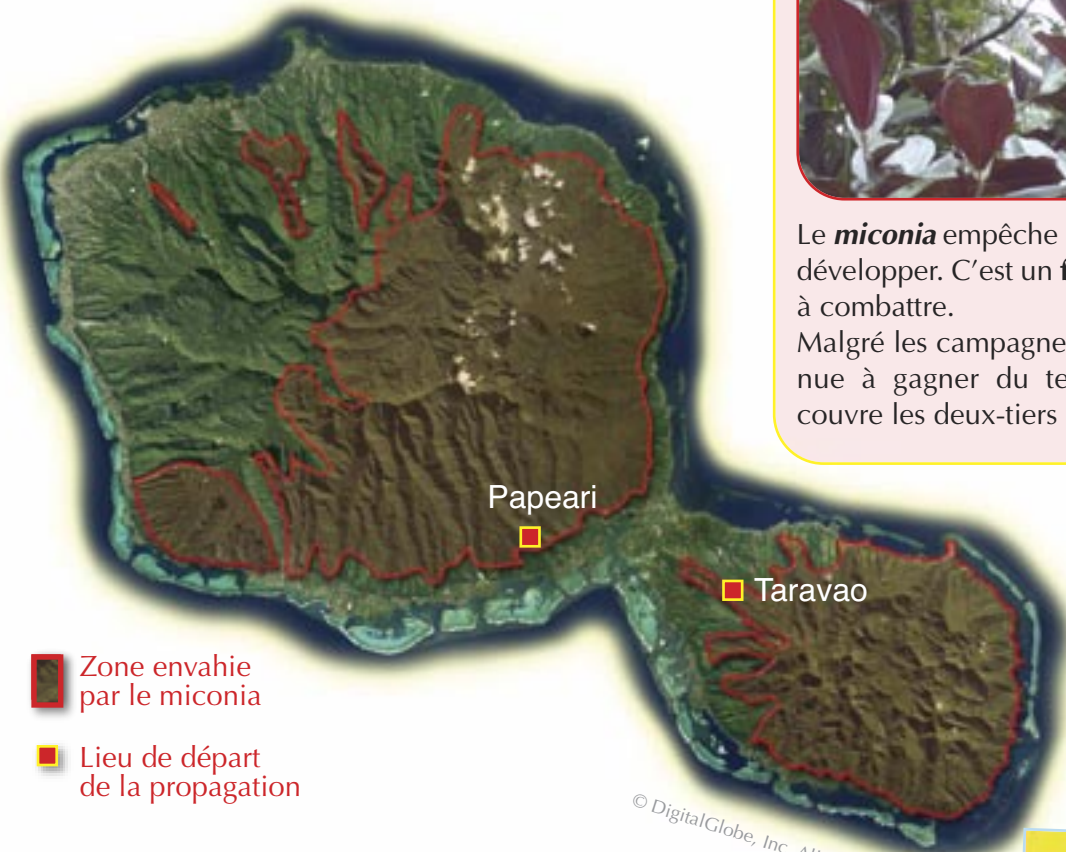 Le miconia empêche
développer. C'est un
à combattre.
Malgré les campagne
nue à gagner du te
couvre les deux-tiers
Papeari
Taravao
Zone envahie
par le miconia
Lieu de départ
de la propagation
© DigitalGlobe, Inc.